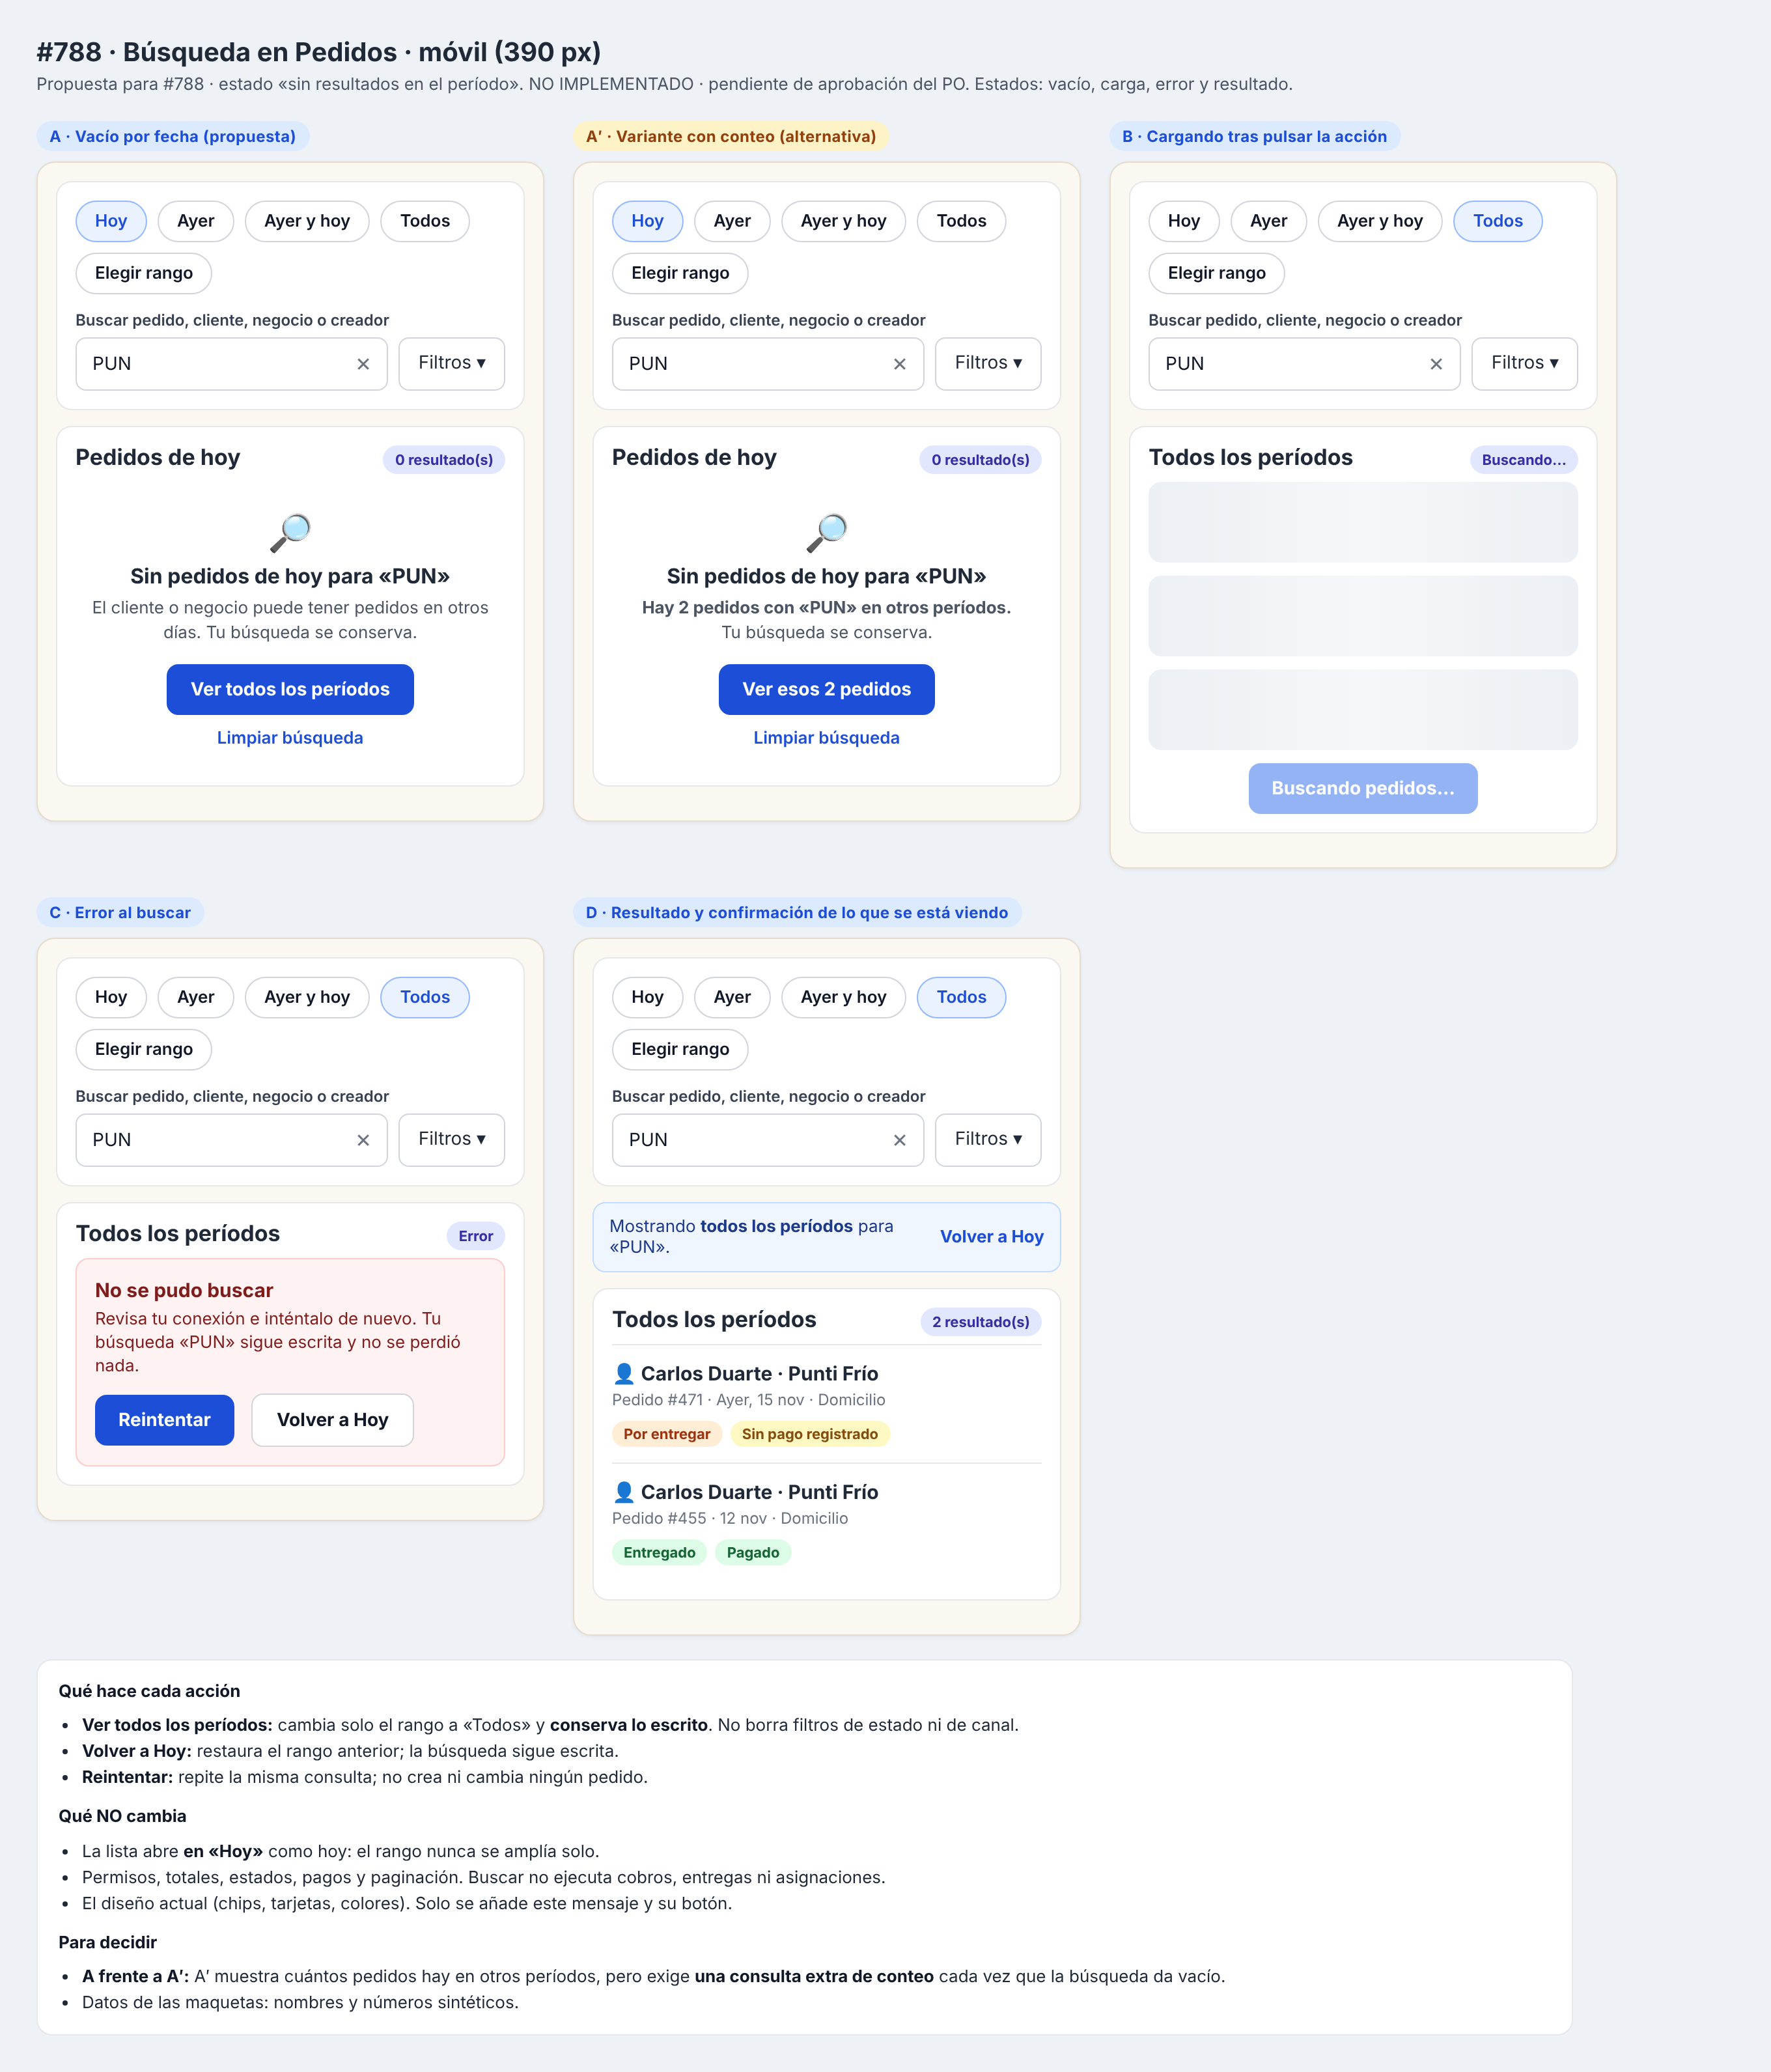 #788 · Búsqueda en Pedidos · móvil (390 px)
Propuesta para #788 · estado «sin resultados en el período». NO IMPLEMENTADO · pendiente de aprobación del PO. Estados: vacío, carga, error y resultado.
A · Vacío por fecha (propuesta)
Hoy Ayer Ayer y hoy Todos
Elegir rango
Buscar pedido, cliente, negocio o creador
PUN ✕ Filtros ▾
Pedidos de hoy 0 resultado(s)
Sin pedidos de hoy para «PUN»
El cliente o negocio puede tener pedidos en otros
días. Tu búsqueda se conserva.
Ver todos los períodos
Limpiar búsqueda
A′ · Variante con conteo (alternativa)
Hoy Ayer Ayer y hoy Todos
Elegir rango
Buscar pedido, cliente, negocio o creador
PUN ✕ Filtros ▾
Pedidos de hoy 0 resultado(s)
Sin pedidos de hoy para «PUN»
Hay 2 pedidos con «PUN» en otros períodos.
Tu búsqueda se conserva.
Ver esos 2 pedidos
Limpiar búsqueda
B · Cargando tras pulsar la acción
Hoy Ayer Ayer y hoy Todos
Elegir rango
Buscar pedido, cliente, negocio o creador
PUN ✕ Filtros ▾
Todos los períodos Buscando…
Buscando pedidos…
C · Error al buscar
Hoy Ayer Ayer y hoy Todos
Elegir rango
Buscar pedido, cliente, negocio o creador
PUN ✕ Filtros ▾
Todos los períodos Error
No se pudo buscar
Revisa tu conexión e inténtalo de nuevo. Tu
búsqueda «PUN» sigue escrita y no se perdió
nada.
Reintentar Volver a Hoy
D · Resultado y confirmación de lo que se está viendo
Hoy Ayer Ayer y hoy Todos
Elegir rango
Buscar pedido, cliente, negocio o creador
PUN ✕ Filtros ▾
Mostrando todos los períodos para
«PUN».
Volver a Hoy
Todos los períodos 2 resultado(s)
Carlos Duarte · Punti Frío
Pedido #471 · Ayer, 15 nov · Domicilio
Por entregar Sin pago registrado
Carlos Duarte · Punti Frío
Pedido #455 · 12 nov · Domicilio
Entregado Pagado
Qué hace cada acción
• Ver todos los períodos: cambia solo el rango a «Todos» y conserva lo escrito. No borra filtros de estado ni de canal.
• Volver a Hoy: restaura el rango anterior; la búsqueda sigue escrita.
• Reintentar: repite la misma consulta; no crea ni cambia ningún pedido.
Qué NO cambia
• La lista abre en «Hoy» como hoy: el rango nunca se amplía solo.
• Permisos, totales, estados, pagos y paginación. Buscar no ejecuta cobros, entregas ni asignaciones.
• El diseño actual (chips, tarjetas, colores). Solo se añade este mensaje y su botón.
Para decidir
• A frente a A′: A′ muestra cuántos pedidos hay en otros períodos, pero exige una consulta extra de conteo cada vez que la búsqueda da vacío.
• Datos de las maquetas: nombres y números sintéticos.